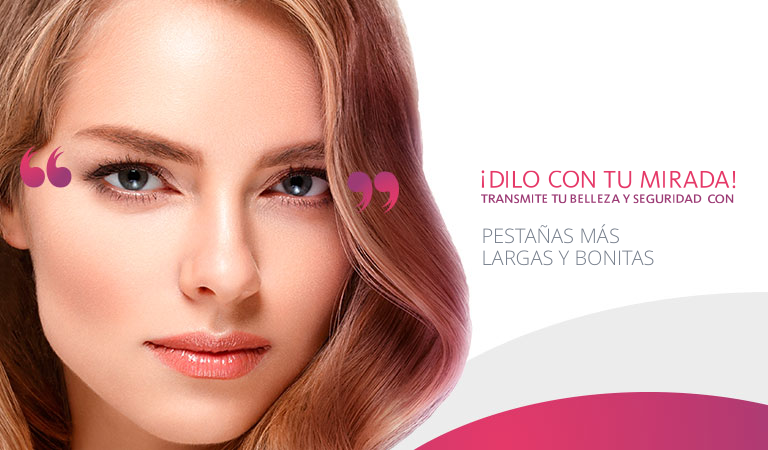 ¡DILO CON TU MIRADA!
TRANSMITE TU BELLEZA Y SEGURIDAD CON
PESTAÑAS MÁS
LARGAS Y BONITAS